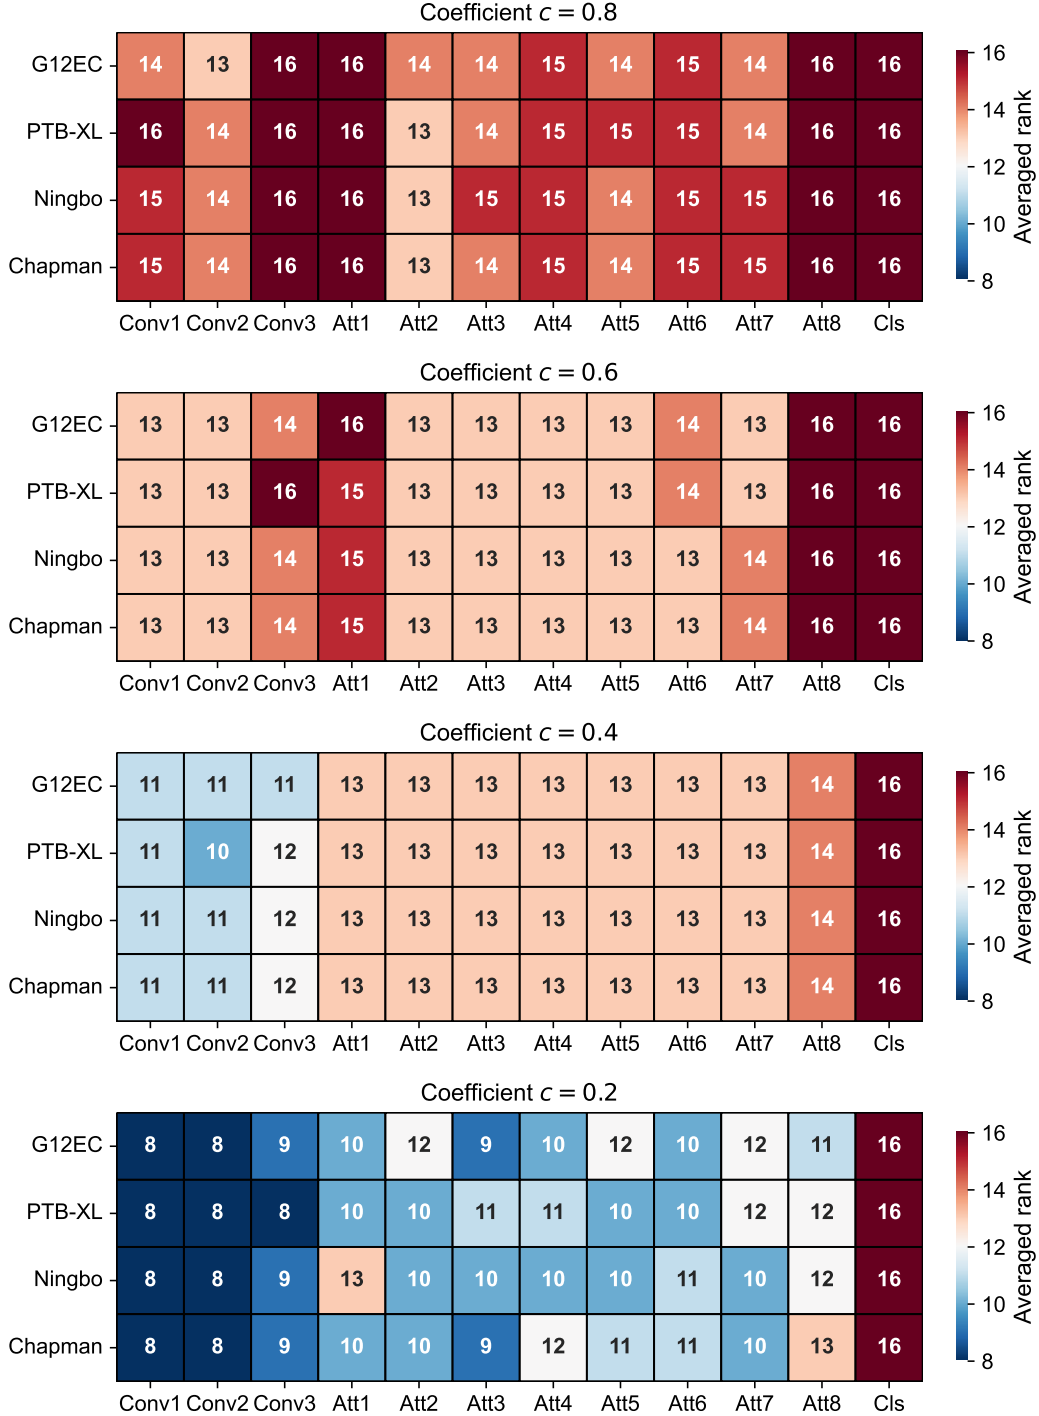 Coefficient c = 0.8
G12EC 14 13 16 16 14 14 15 14 15 14 16 16
PTB-XL 16 14 16 16 13 14 15 15 15 14 16 16
Ningbo 15 14 16 16 13 15 15 14 15 15 16 16
Chapman 15 14 16 16 13 14 15 14 15 15 16 16
Conv1 Conv2 Conv3 Att1 Att2 Att3 Att4 Att5 Att6 Att7 Att8 Cls
16
14
12
10
8
Averaged rank
Coefficient c = 0.6
G12EC 13 13 14 16 13 13 13 13 14 13 16 16
PTB-XL 13 13 16 15 13 13 13 13 14 13 16 16
Ningbo 13 13 14 15 13 13 13 13 13 14 16 16
Chapman 13 13 14 15 13 13 13 13 13 14 16 16
Conv1 Conv2 Conv3 Att1 Att2 Att3 Att4 Att5 Att6 Att7 Att8 Cls
16
14
12
10
8
Averaged rank
Coefficient c = 0.4
G12EC 11 11 11 13 13 13 13 13 13 13 14 16
PTB-XL 11 10 12 13 13 13 13 13 13 13 14 16
Ningbo 11 11 12 13 13 13 13 13 13 13 14 16
Chapman 11 11 12 13 13 13 13 13 13 13 14 16
Conv1 Conv2 Conv3 Att1 Att2 Att3 Att4 Att5 Att6 Att7 Att8 Cls
16
14
12
10
8
Averaged rank
Coefficient c = 0.2
G12EC 8 8 9 10 12 9 10 12 10 12 11 16
PTB-XL 8 8 8 10 10 11 11 10 10 12 12 16
Ningbo 8 8 9 13 10 10 10 10 11 10 12 16
Chapman 8 8 9 10 10 9 12 11 11 10 13 16
Conv1 Conv2 Conv3 Att1 Att2 Att3 Att4 Att5 Att6 Att7 Att8 Cls
16
14
12
10
8
Averaged rank